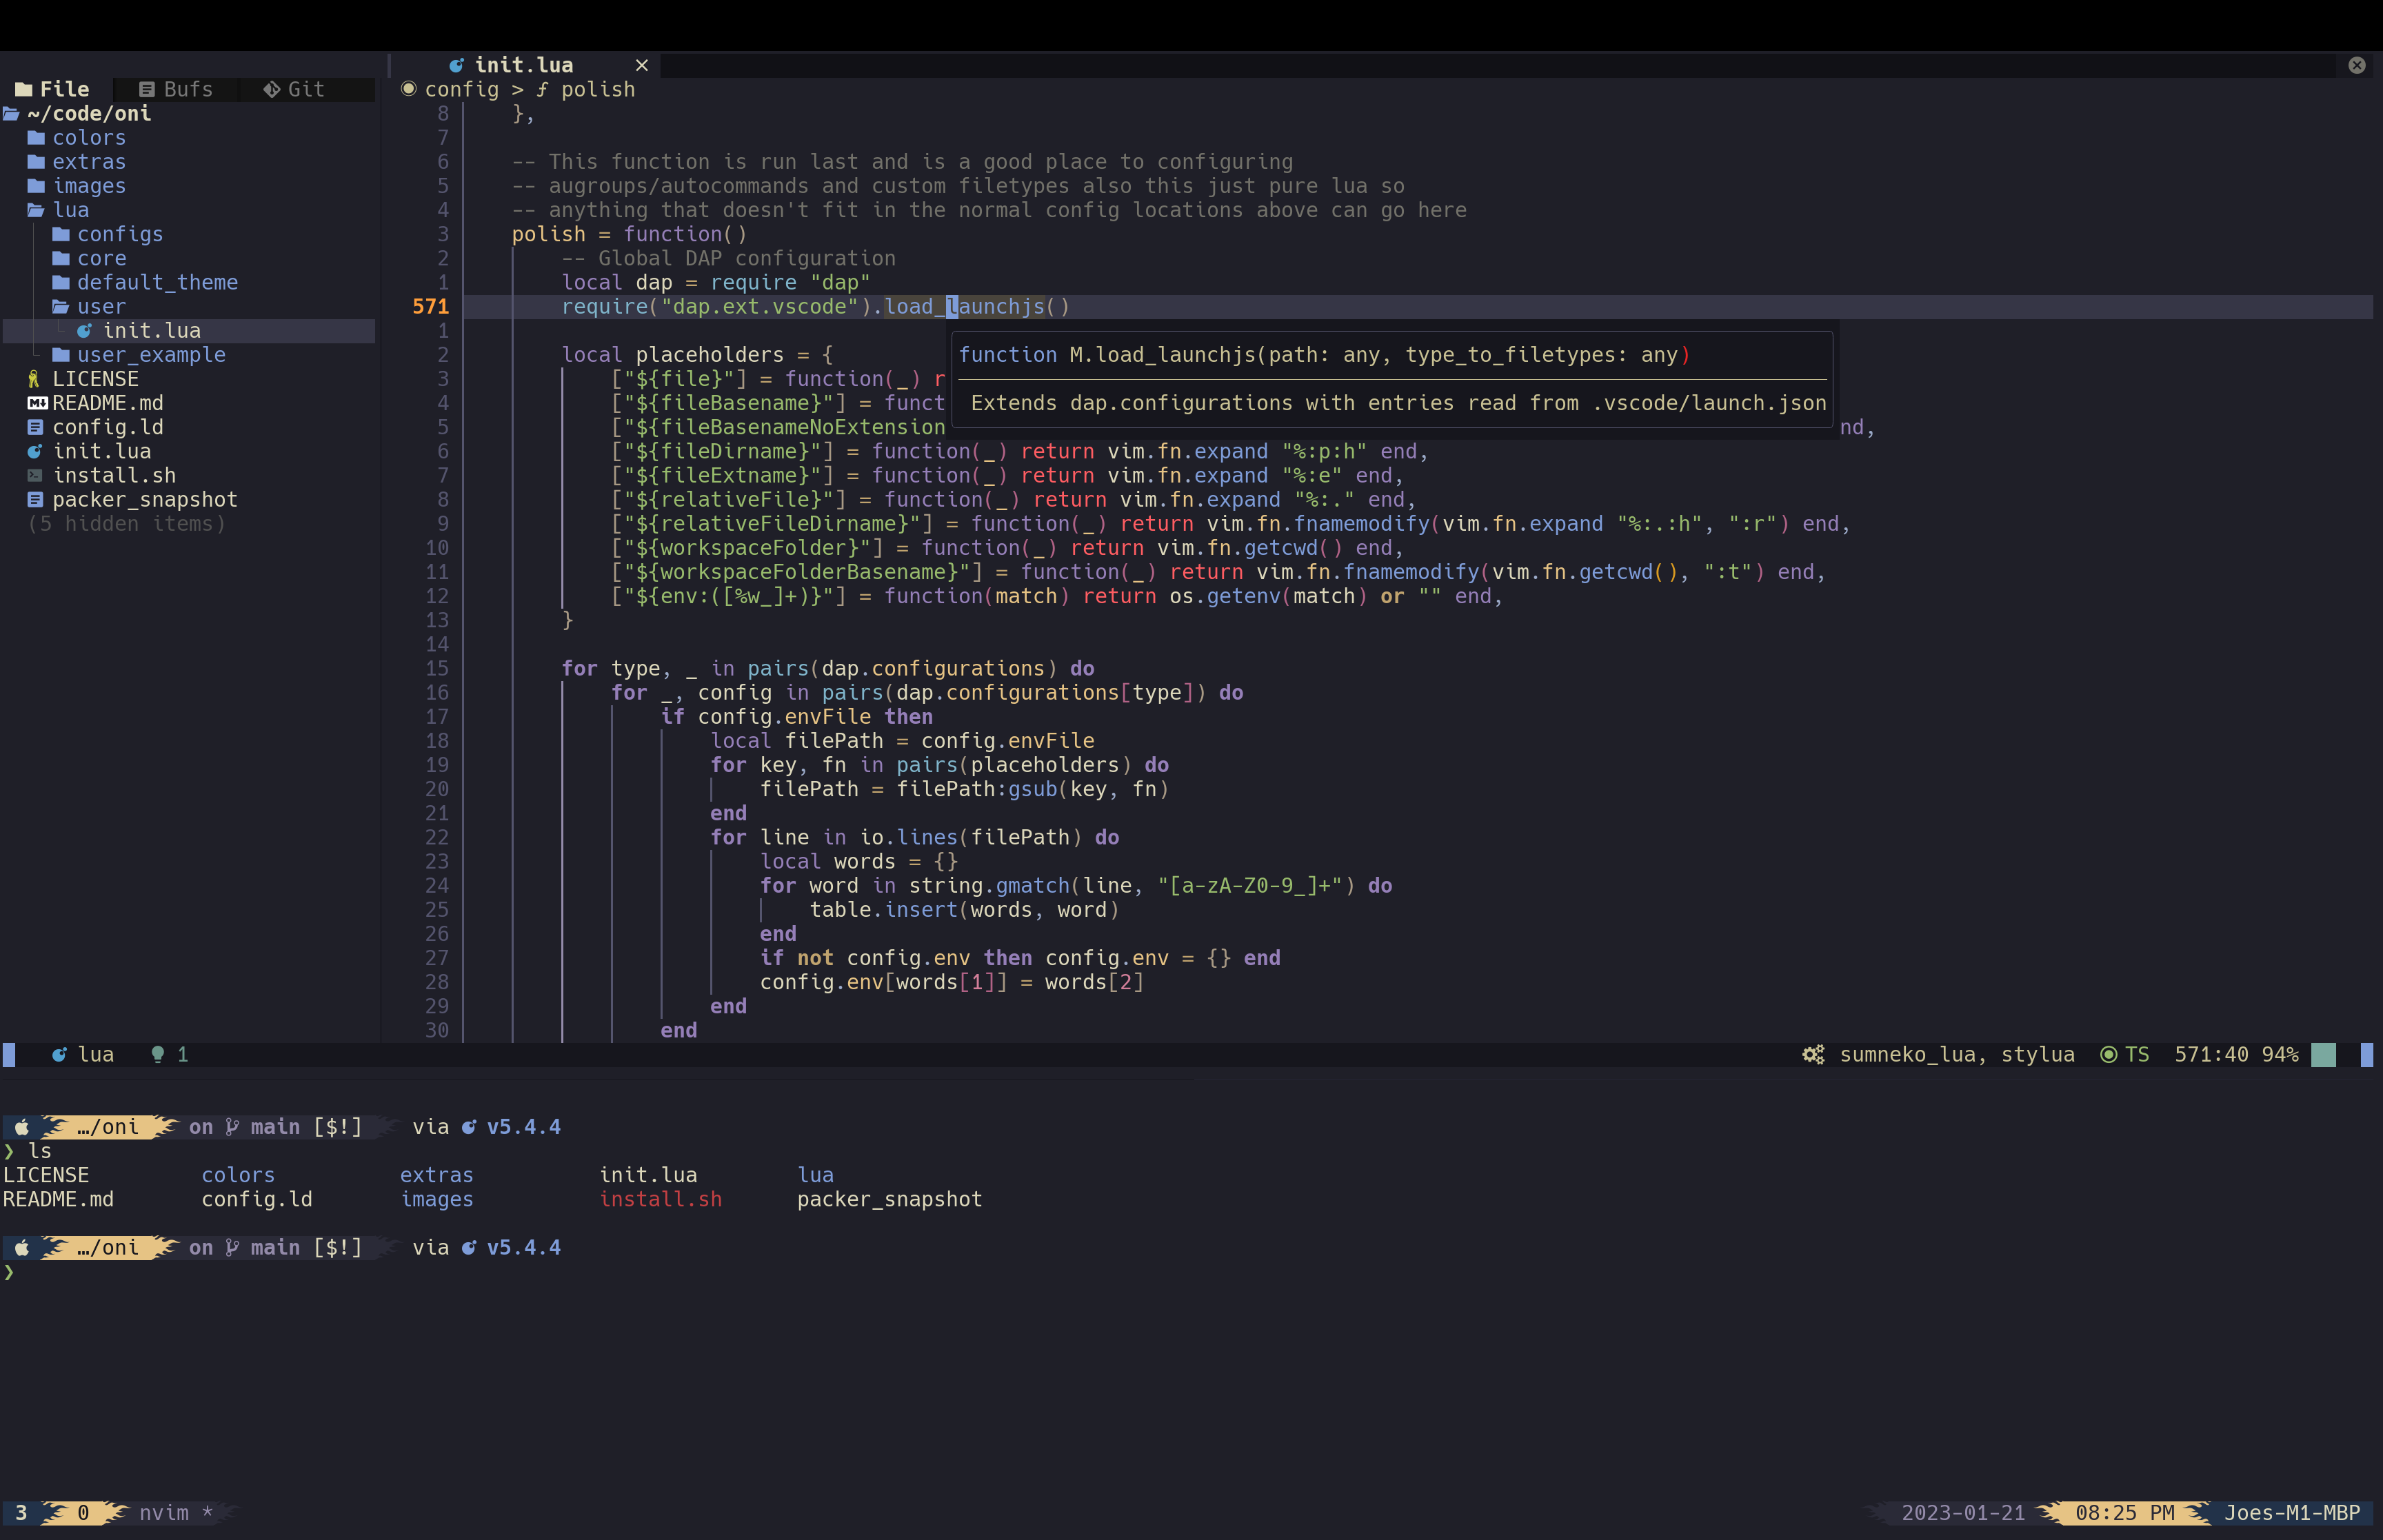 init.lua
File Bufs Git
~/code/oni
colors
extras
images
lua
configs
core
default_theme
user
init.lua
user_example
LICENSE
README.md
config.ld
init.lua
install.sh
packer_snapshot
(5 hidden items)
config > ƒ polish
8 },
7
6 -- This function is run last and is a good place to configuring
5 -- augroups/autocommands and custom filetypes also this just pure lua so
4 -- anything that doesn't fit in the normal config locations above can go here
3 polish = function()
2 -- Global DAP configuration
1 local dap = require "dap"
571 require("dap.ext.vscode").load_launchjs()
1
2 local placeholders = {
3 ["${file}"] = function(_) r
4 ["${fileBasename}"] = funct
5 ["${fileBasenameNoExtension nd,
function M.load_launchjs(path: any, type_to_filetypes: any)
Extends dap.configurations with entries read from .vscode/launch.json
6 ["${fileDirname}"] = function(_) return vim.fn.expand "%:p:h" end,
7 ["${fileExtname}"] = function(_) return vim.fn.expand "%:e" end,
8 ["${relativeFile}"] = function(_) return vim.fn.expand "%:." end,
9 ["${relativeFileDirname}"] = function(_) return vim.fn.fnamemodify(vim.fn.expand "%:.:h", ":r") end,
10 ["${workspaceFolder}"] = function(_) return vim.fn.getcwd() end,
11 ["${workspaceFolderBasename}"] = function(_) return vim.fn.fnamemodify(vim.fn.getcwd(), ":t") end,
12 ["${env:([%w_]+)}"] = function(match) return os.getenv(match) or "" end,
13 }
14
15 for type, _ in pairs(dap.configurations) do
16 for _, config in pairs(dap.configurations[type]) do
17 if config.envFile then
18 local filePath = config.envFile
19 for key, fn in pairs(placeholders) do
20 filePath = filePath:gsub(key, fn)
21 end
22 for line in io.lines(filePath) do
23 local words = {}
24 for word in string.gmatch(line, "[a-zA-Z0-9_]+") do
25 table.insert(words, word)
26 end
27 if not config.env then config.env = {} end
28 config.env[words[1]] = words[2]
29 end
30 end
lua 1 sumneko_lua, stylua TS 571:40 94%
…/oni on main [$!] via v5.4.4
❯ ls
LICENSE colors extras init.lua lua
README.md config.ld images install.sh packer_snapshot
…/oni on main [$!] via v5.4.4
❯
3 0 nvim * 2023-01-21 08:25 PM Joes-M1-MBP